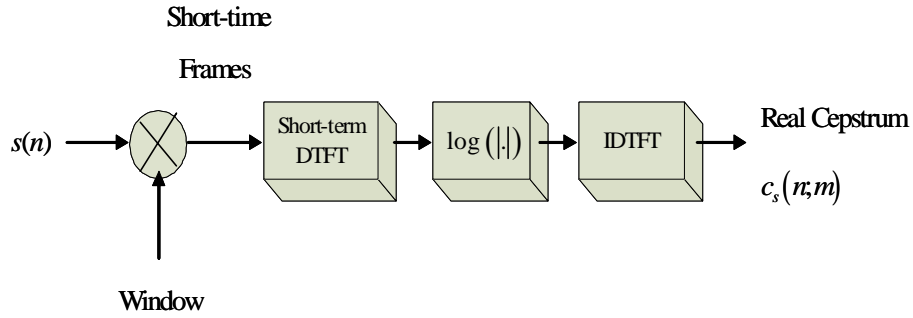 Short-time
Frames
s(n)
Short-term
DTFT
log(|.|)
IDTFT
Real Cepstrum
c_s(n;m)
Window